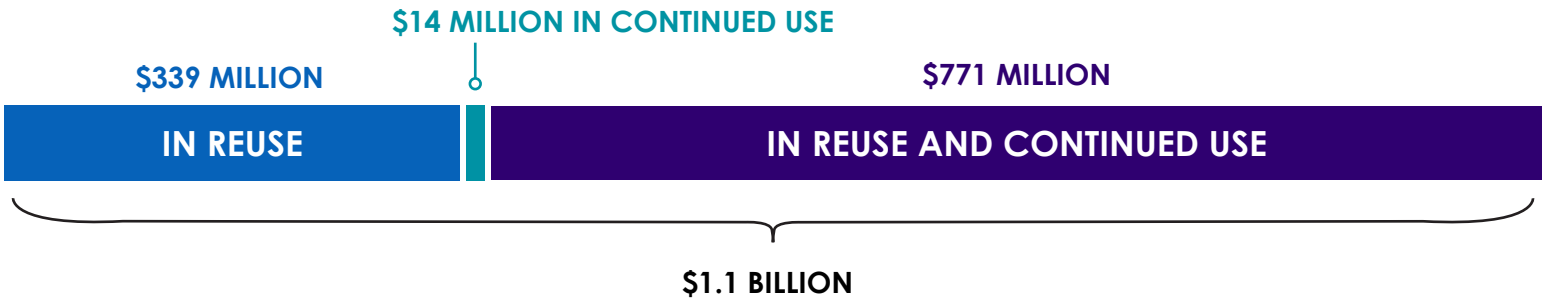 $14 MILLION IN CONTINUED USE
$339 MILLION
$771 MILLION
IN REUSE
IN REUSE AND CONTINUED USE
$1.1 BILLION